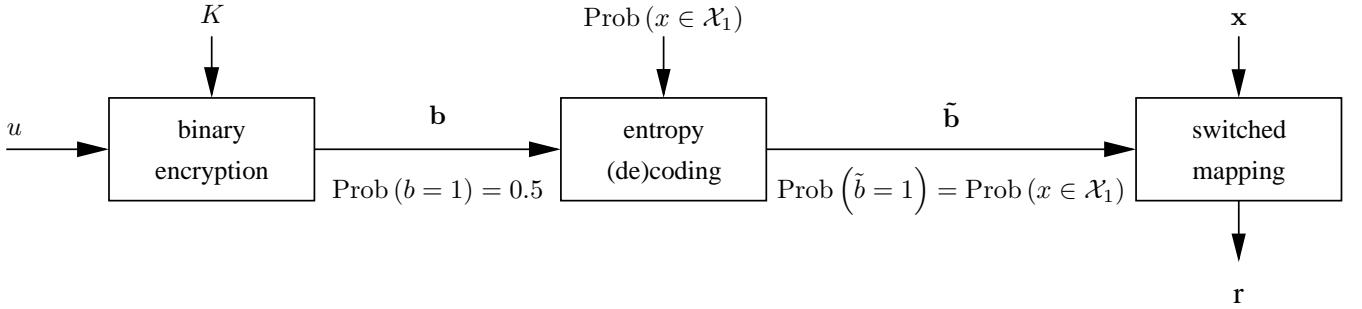 K
Prob (x ∈ 𝒳₁)
x
u
binary
encryption
b
Prob (b = 1) = 0.5
entropy
(de)coding
b̃
Prob (b̃ = 1) = Prob (x ∈ 𝒳₁)
switched
mapping
r